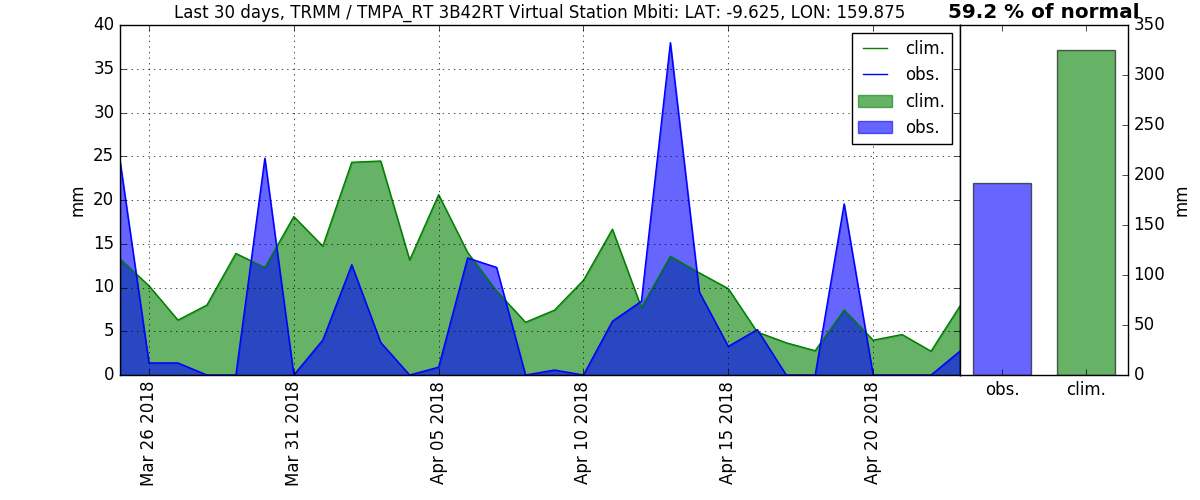 Last 30 days, TRMM / TMPA_RT 3B42RT Virtual Station Mbiti: LAT: -9.625, LON: 159.875
59.2 % of normal
clim.
obs.
clim.
obs.
40
35
30
25
20
15
10
5
0
mm
Mar 26 2018
Mar 31 2018
Apr 05 2018
Apr 10 2018
Apr 15 2018
Apr 20 2018
350
300
250
200
150
100
50
0
mm
obs.
clim.